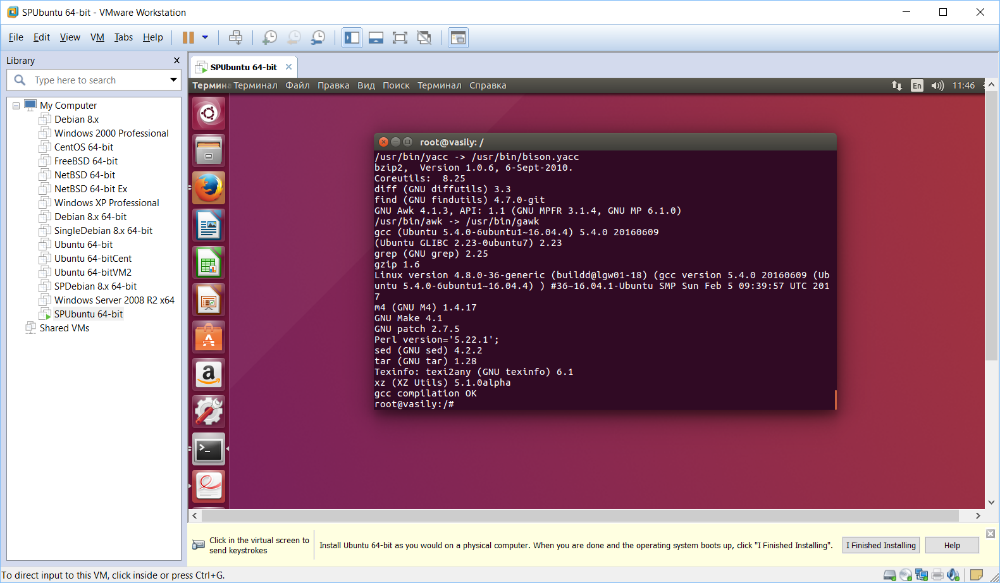 SPUbuntu 64-bit - VMware Workstation
File Edit View VM Tabs Help
Library
Type here to search
My Computer
Debian 8.x
Windows 2000 Professional
CentOS 64-bit
FreeBSD 64-bit
NetBSD 64-bit
NetBSD 64-bit Ex
Windows XP Professional
Debian 8.x 64-bit
SingleDebian 8.x 64-bit
Ubuntu 64-bit
Ubuntu 64-bitCent
Ubuntu 64-bitVM2
SPDebian 8.x 64-bit
Windows Server 2008 R2 x64
SPUbuntu 64-bit
Shared VMs
SPUbuntu 64-bit
Термина Терминал Файл Правка Вид Поиск Терминал Справка En 11:46
root@vasily: /
/usr/bin/yacc -> /usr/bin/bison.yacc
bzip2,  Version 1.0.6, 6-Sept-2010.
Coreutils:  8.25
diff (GNU diffutils) 3.3
find (GNU findutils) 4.7.0-git
GNU Awk 4.1.3, API: 1.1 (GNU MPFR 3.1.4, GNU MP 6.1.0)
/usr/bin/awk -> /usr/bin/gawk
gcc (Ubuntu 5.4.0-6ubuntu1~16.04.4) 5.4.0 20160609
(Ubuntu GLIBC 2.23-0ubuntu7) 2.23
grep (GNU grep) 2.25
gzip 1.6
Linux version 4.8.0-36-generic (buildd@lgw01-18) (gcc version 5.4.0 20160609 (Ub
untu 5.4.0-6ubuntu1~16.04.4) ) #36~16.04.1-Ubuntu SMP Sun Feb 5 09:39:57 UTC 201
7
m4 (GNU M4) 1.4.17
GNU Make 4.1
GNU patch 2.7.5
Perl version='5.22.1';
sed (GNU sed) 4.2.2
tar (GNU tar) 1.28
Texinfo: texi2any (GNU texinfo) 6.1
xz (XZ Utils) 5.1.0alpha
gcc compilation OK
root@vasily:/#
Click in the virtual screen to
send keystrokes
Install Ubuntu 64-bit as you would on a physical computer. When you are done and the operating system boots up, click "I Finished Installing".
I Finished Installing
Help
To direct input to this VM, click inside or press Ctrl+G.